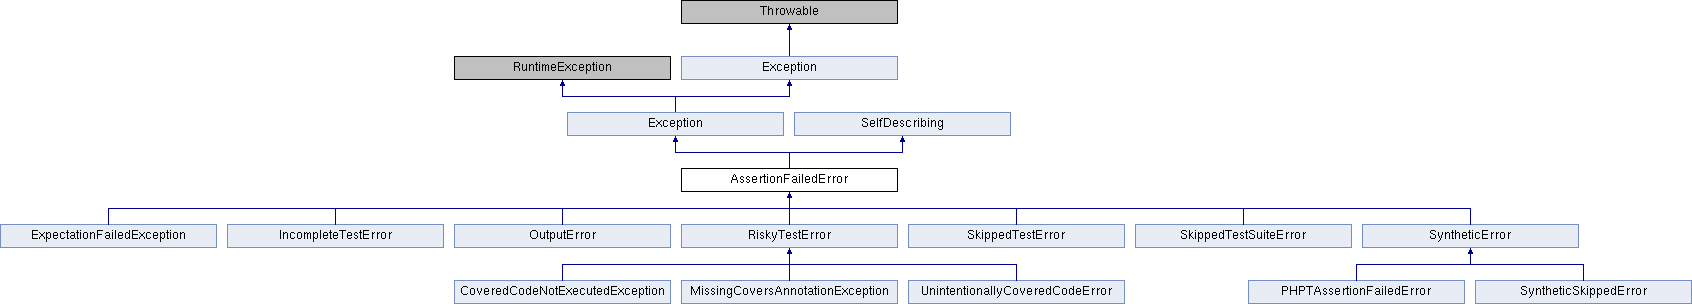 Throwable
RuntimeException
Exception
Exception
SelfDescribing
AssertionFailedError
ExpectationFailedException
IncompleteTestError
OutputError
RiskyTestError
SkippedTestError
SkippedTestSuiteError
SyntheticError
CoveredCodeNotExecutedException
MissingCoversAnnotationException
UnintentionallyCoveredCodeError
PHPTAssertionFailedError
SyntheticSkippedError